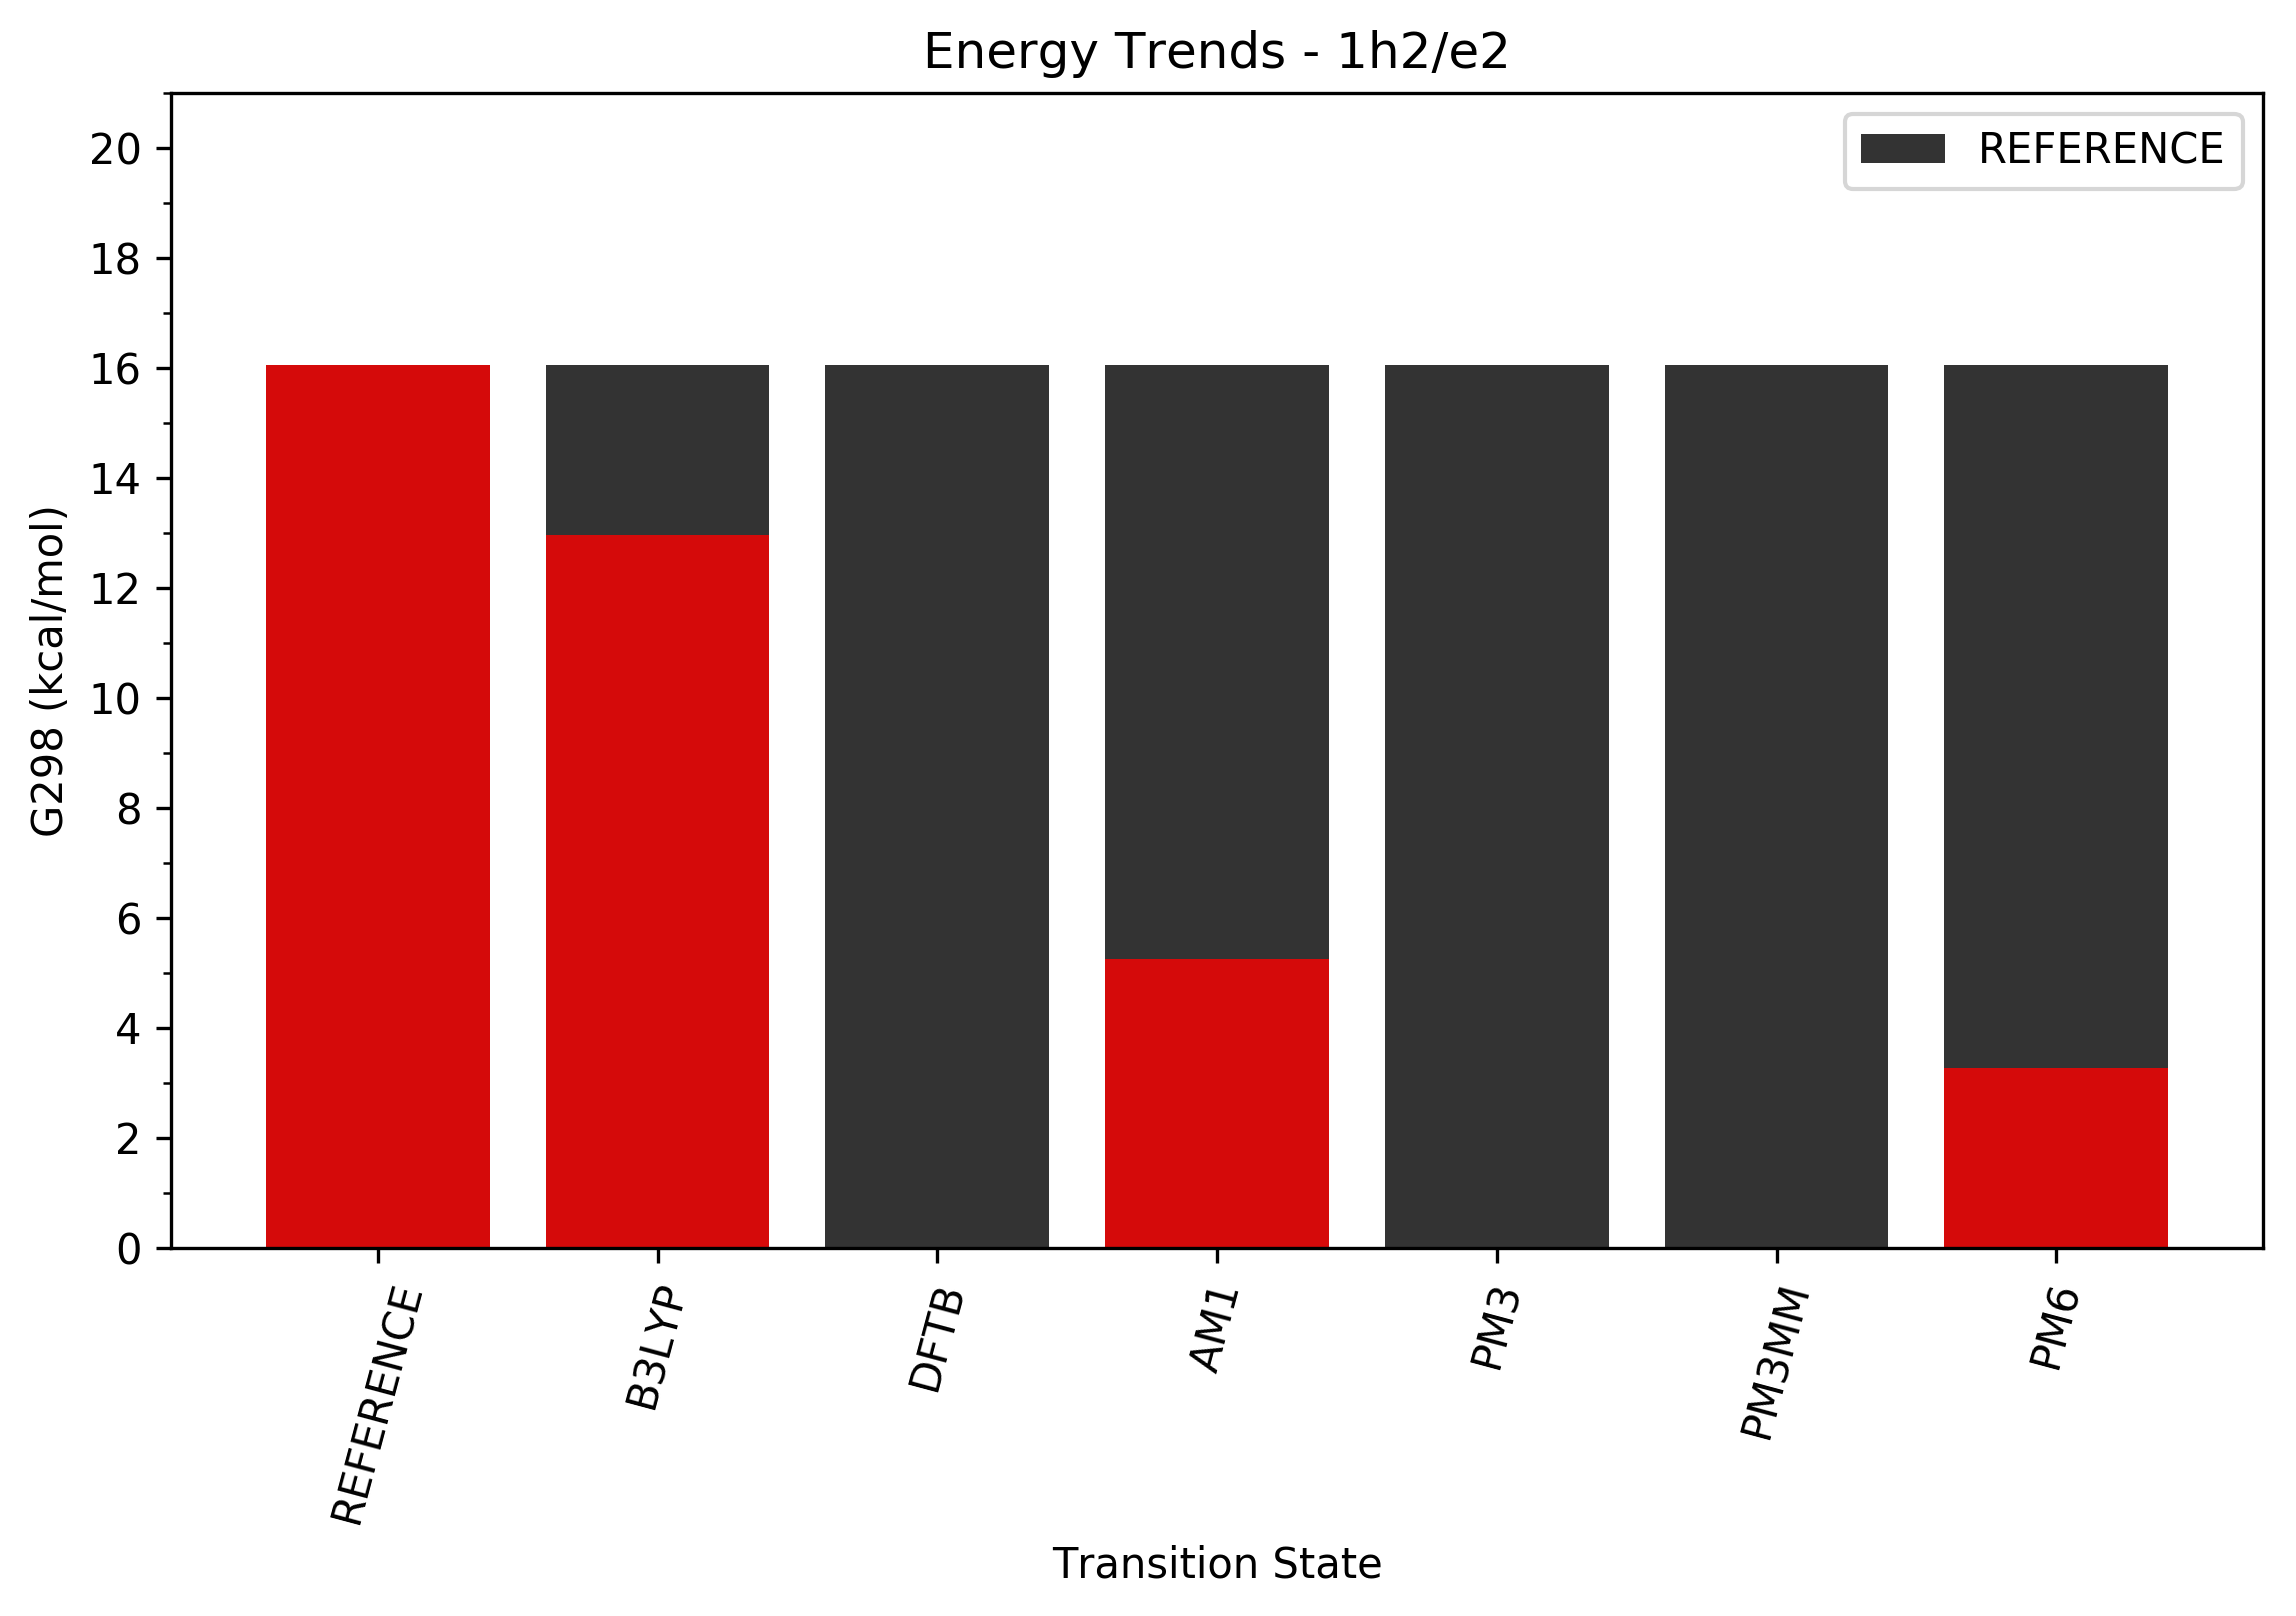 Energy Trends - 1h2/e2
REFERENCE
20
18
16
14
12
10
8
6
4
2
0
G298 (kcal/mol)
REFERENCE
B3LYP
DFTB
AM1
PM3
PM3MM
PM6
Transition State